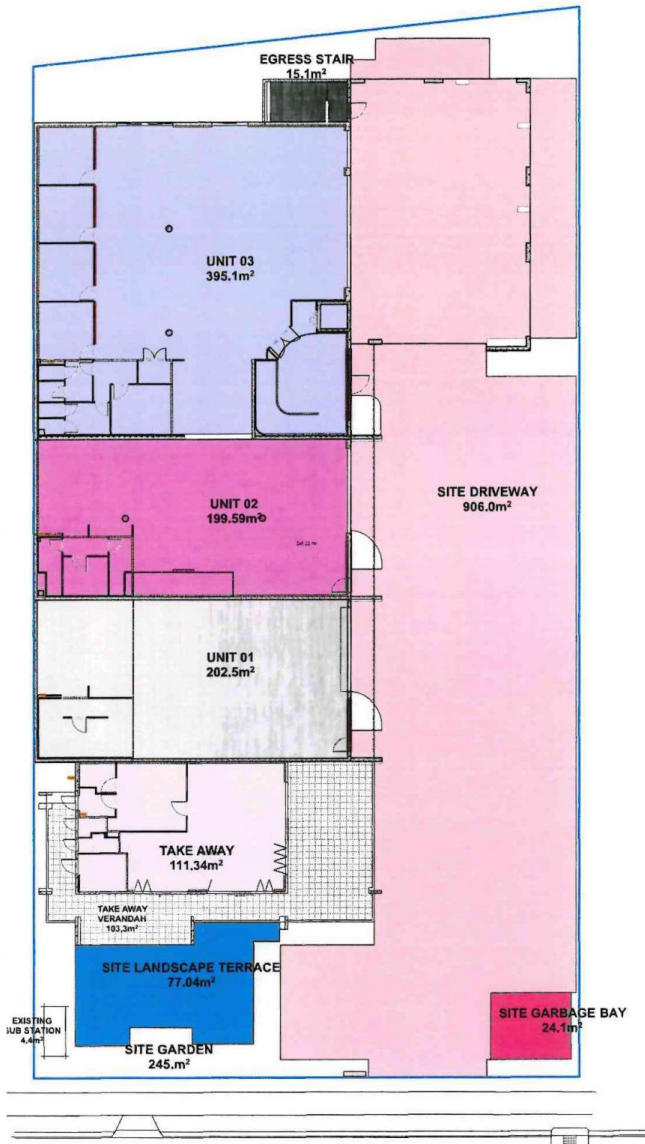 EGRESS STAIR
15.1m²
UNIT 03
395.1m²
SITE DRIVEWAY
906.0m²
UNIT 02
199.59m²
UNIT 01
202.5m²
TAKE AWAY
111.34m²
TAKE AWAY
VERANDAH
103.3m²
SITE LANDSCAPE TERRACE
77.04m²
SITE GARBAGE BAY
24.1m²
EXISTING
SUB STATION
4.4m²
SITE GARDEN
245.m²